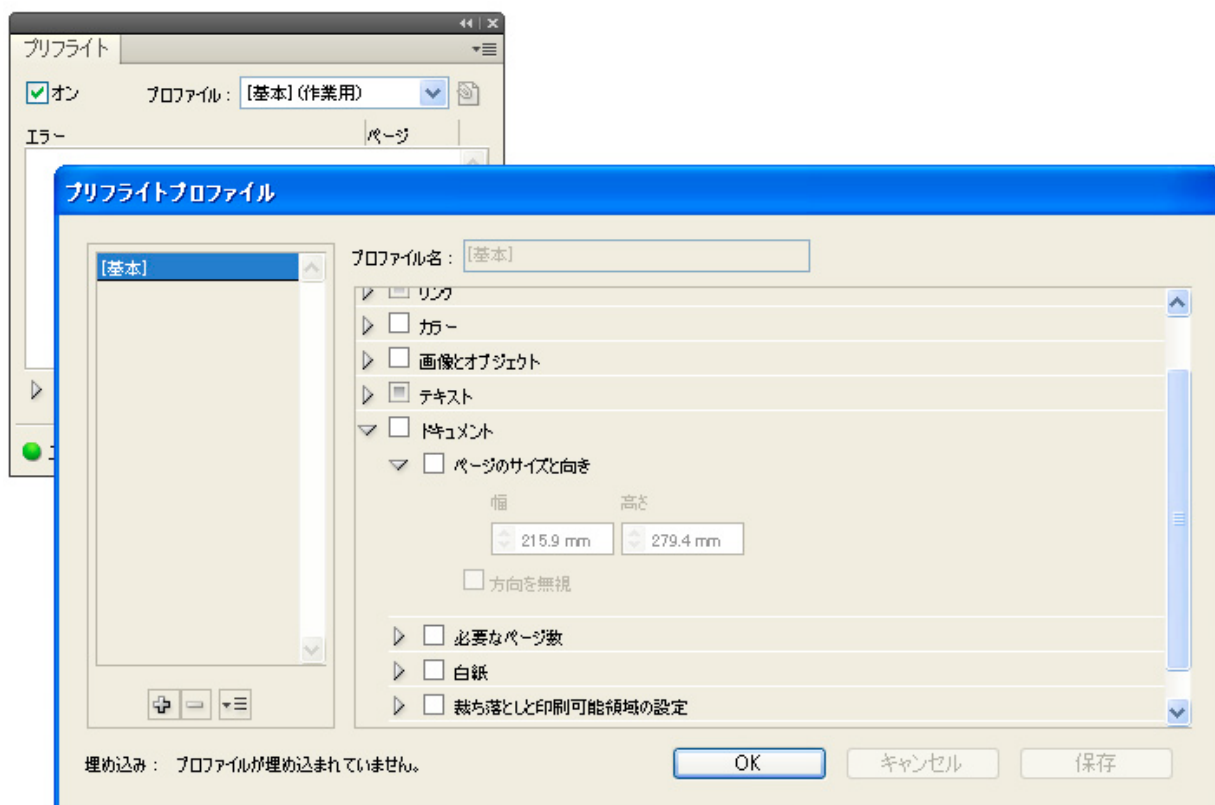 プリフライト
オン プロファイル： [基本] (作業用)
エラー ページ
プリフライトプロファイル
[基本]
プロファイル名： [基本]
リンク
カラー
画像とオブジェクト
テキスト
ドキュメント
ページのサイズと向き
幅 高さ
215.9 mm 279.4 mm
方向を無視
必要なページ数
白紙
裁ち落としと印刷可能領域の設定
埋め込み： プロファイルが埋め込まれていません。
OK キャンセル 保存